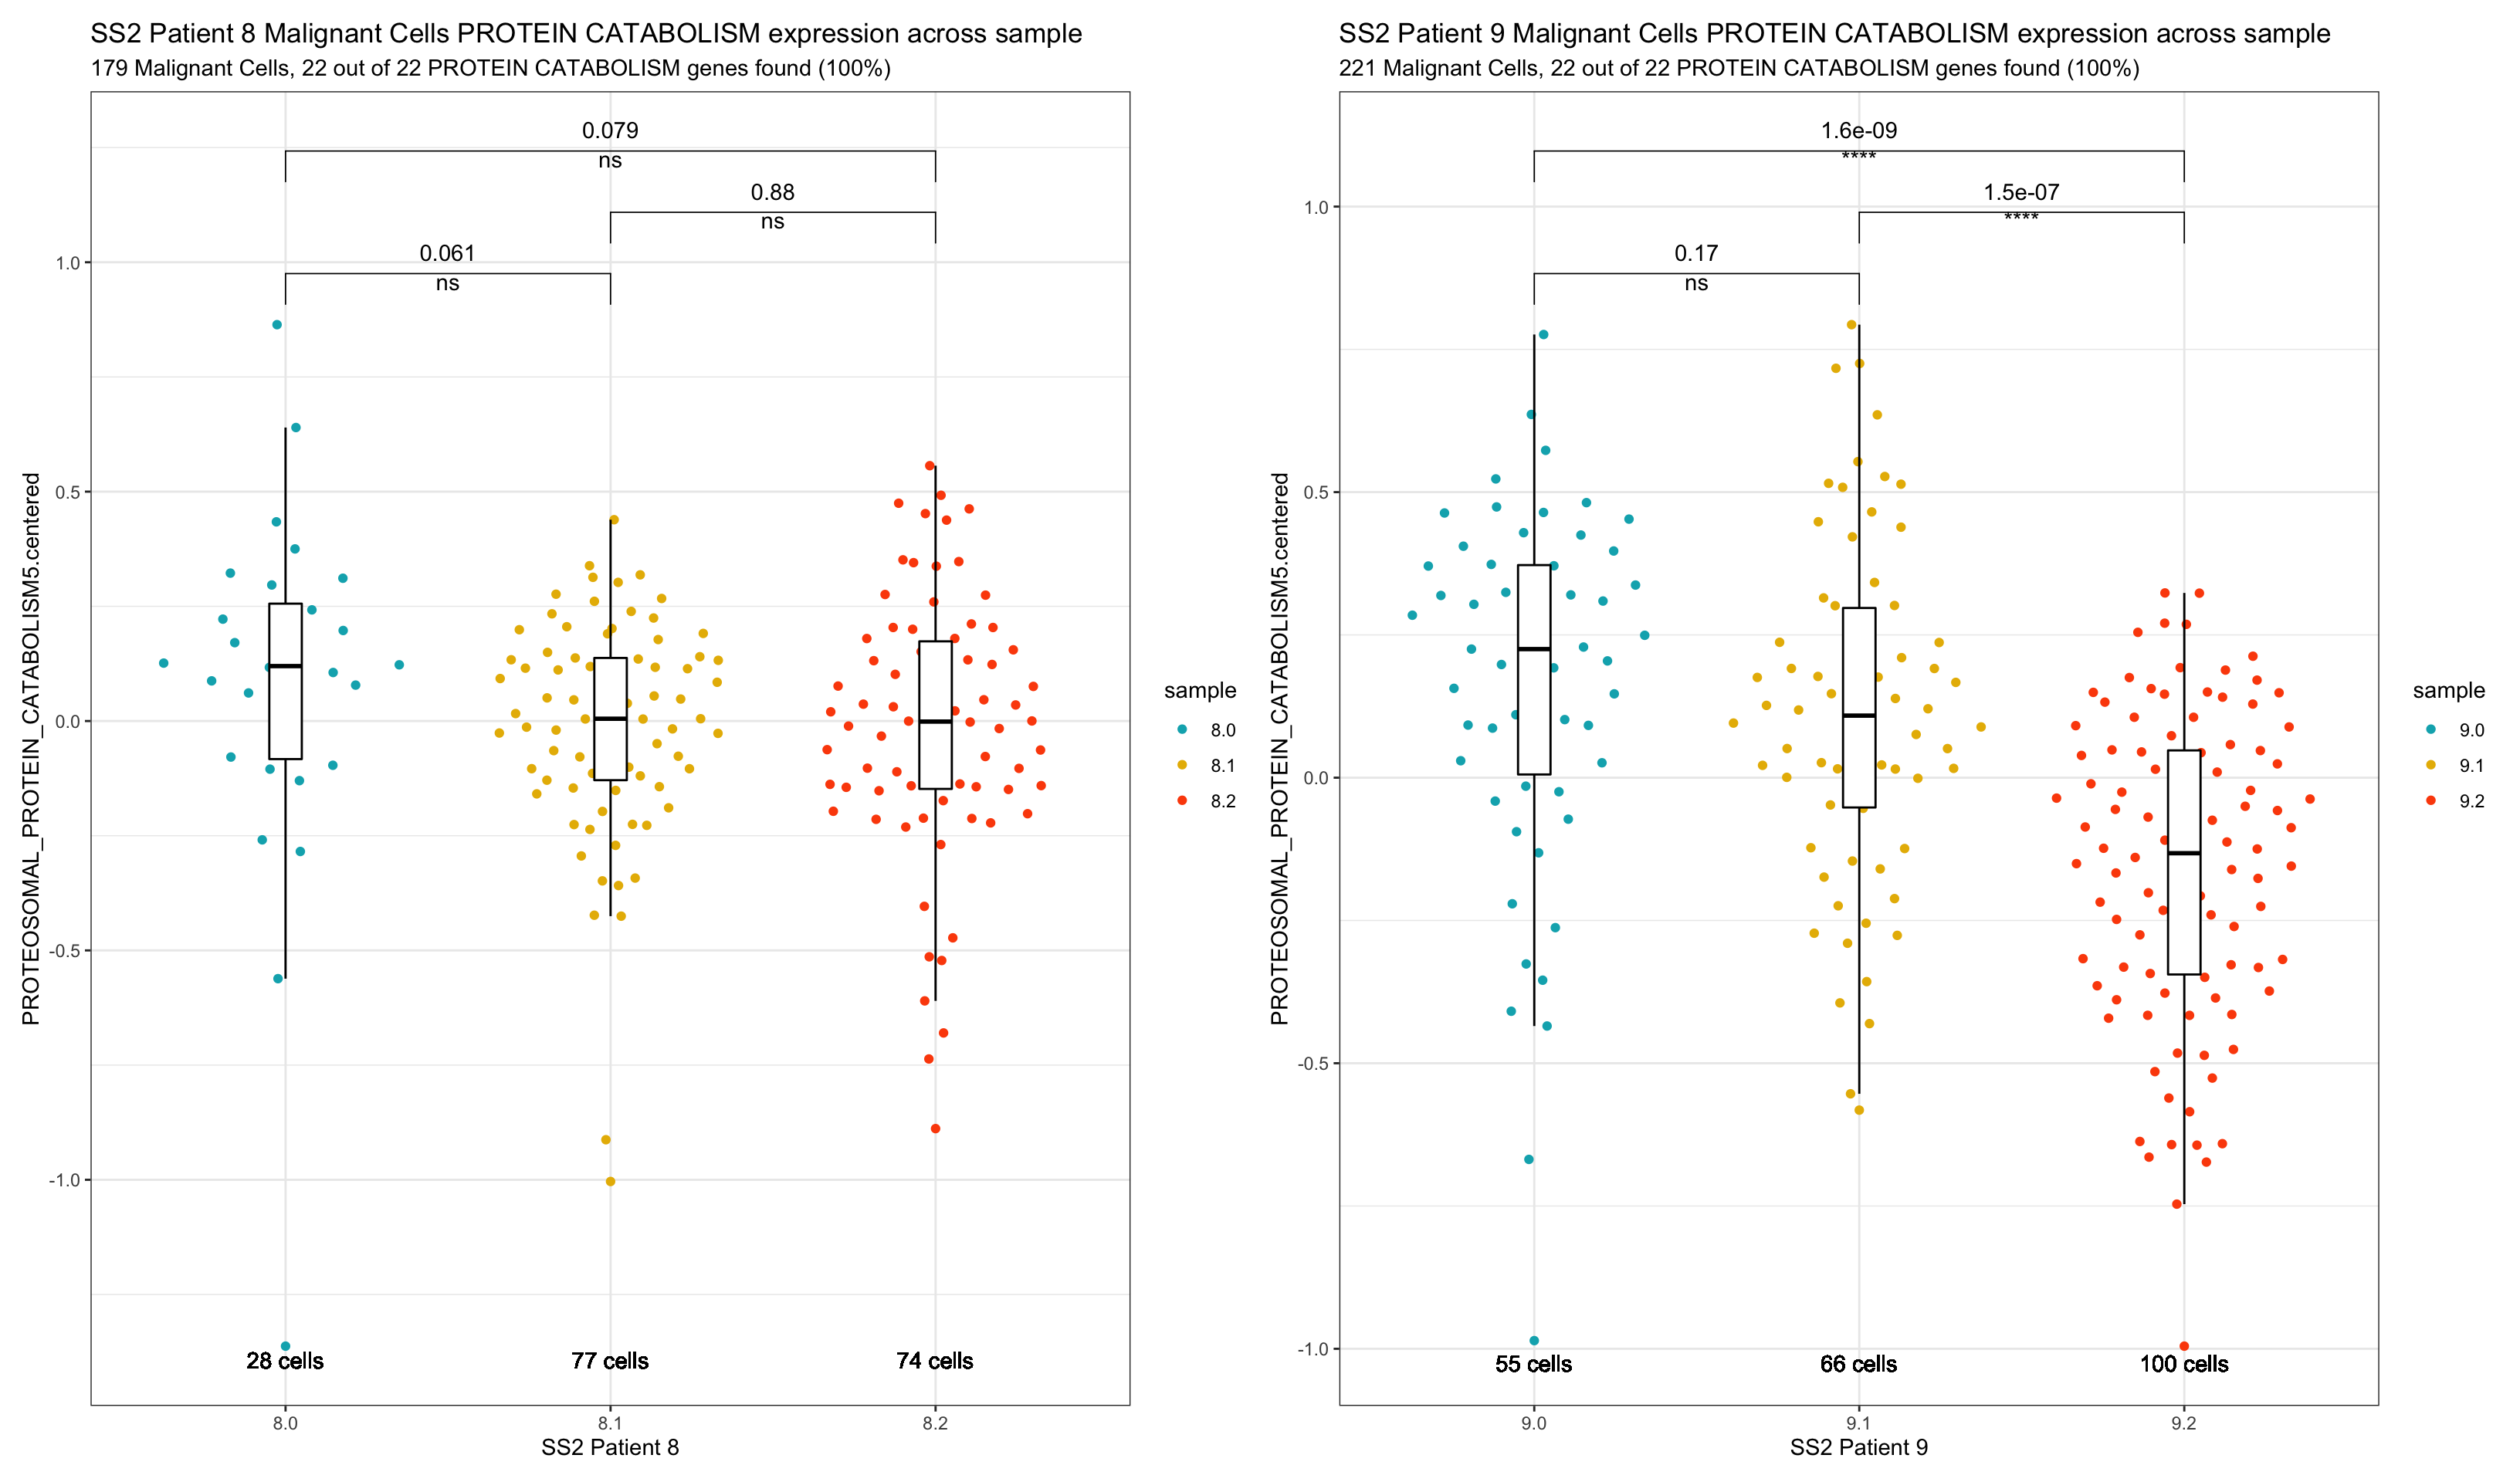 SS2 Patient 8 Malignant Cells PROTEIN CATABOLISM expression across sample
179 Malignant Cells, 22 out of 22 PROTEIN CATABOLISM genes found (100%)
0.079
ns
0.88
ns
0.061
ns
1.0
0.5
0.0
-0.5
-1.0
PROTEOSOMAL_PROTEIN_CATABOLISM5.centered
28 cells
77 cells
74 cells
8.0
8.1
8.2
SS2 Patient 8
sample
8.0
8.1
8.2
SS2 Patient 9 Malignant Cells PROTEIN CATABOLISM expression across sample
221 Malignant Cells, 22 out of 22 PROTEIN CATABOLISM genes found (100%)
1.6e-09
****
1.5e-07
****
0.17
ns
1.0
0.5
0.0
-0.5
-1.0
PROTEOSOMAL_PROTEIN_CATABOLISM5.centered
55 cells
66 cells
100 cells
9.0
9.1
9.2
SS2 Patient 9
sample
9.0
9.1
9.2